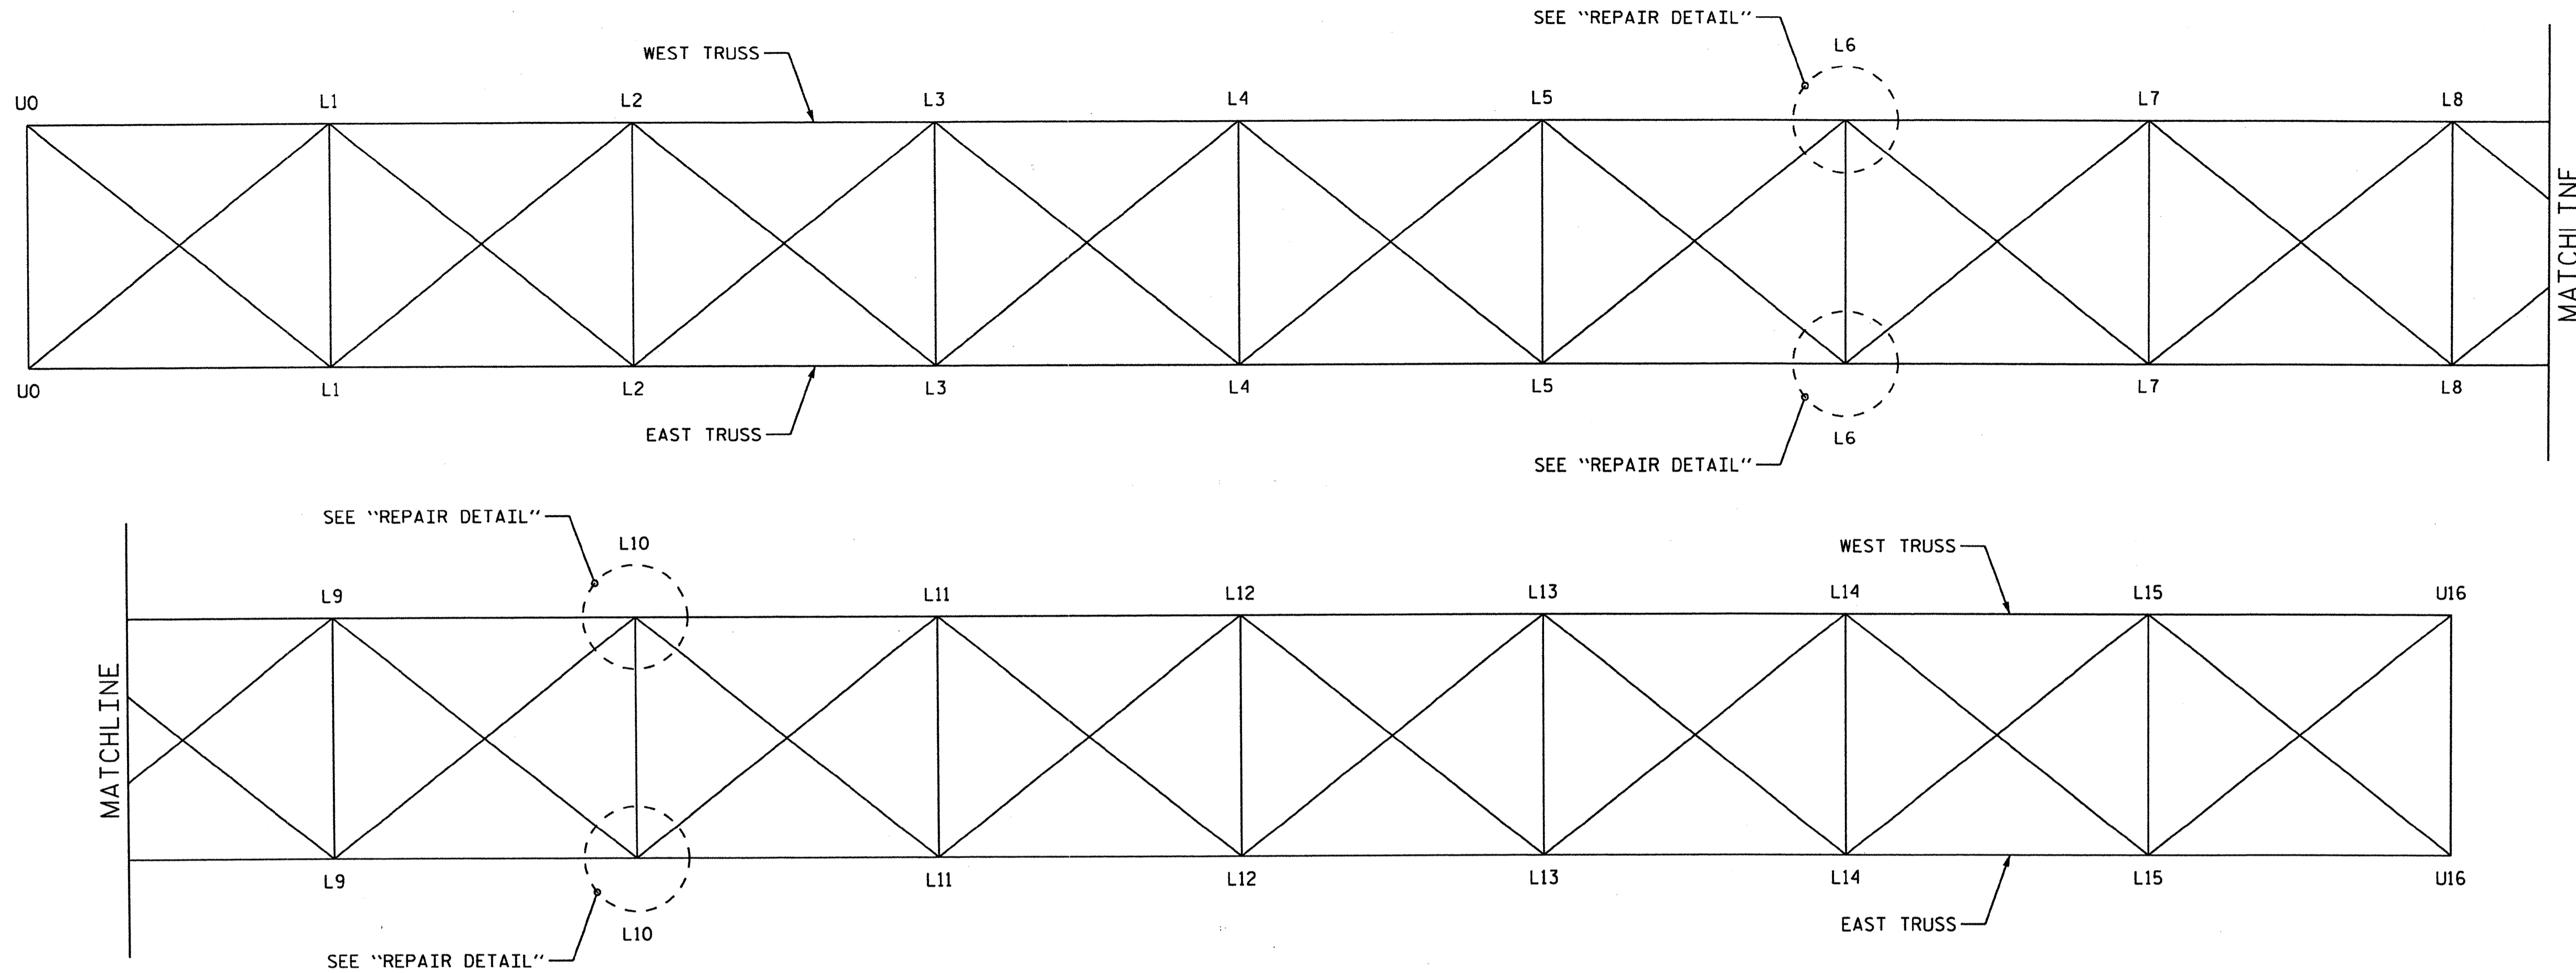 SEE "REPAIR DETAIL"
L6
WEST TRUSS
U0 L1 L2 L3 L4 L5 L7 L8
MATCHLINE
U0 L1 L2 L3 L4 L5 L7 L8
EAST TRUSS
L6
SEE "REPAIR DETAIL"
SEE "REPAIR DETAIL"
L10
WEST TRUSS
L9 L11 L12 L13 L14 L15 U16
MATCHLINE
L9 L11 L12 L13 L14 L15 U16
EAST TRUSS
L10
SEE "REPAIR DETAIL"